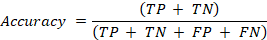 Accuracy = (TP + TN) / (TP + TN + FP + FN)